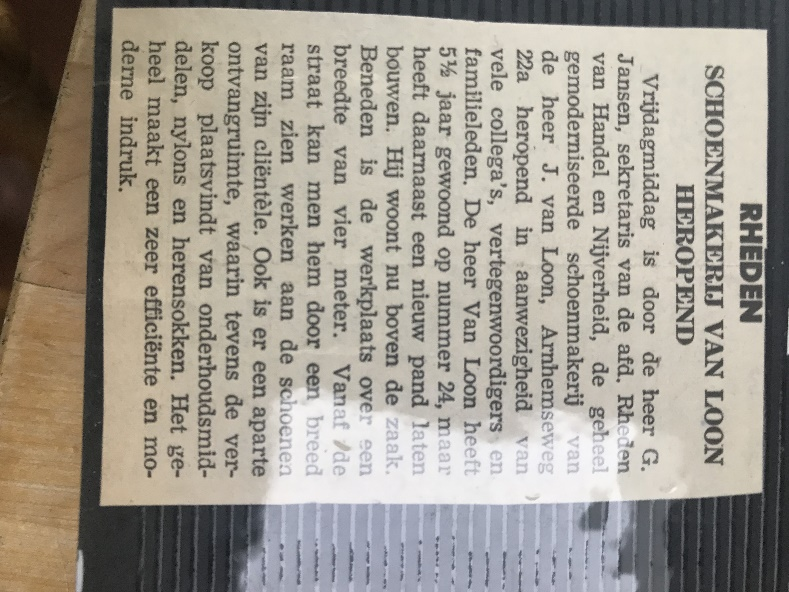 RHEDEN
SCHOENMAKERIJ VAN LOON
HEROPEND
Vrijdagmiddag is door de heer G.
Jansen, sekretaris van de afd. Rheden
van Handel en Nijverheid, de geheel
gemoderniseerde schoenmakerij van
de heer J. van Loon, Arnhemseweg
22a heropend in aanwezigheid van
vele collega's, vertegenwoordigers en
familieleden. De heer Van Loon heeft
5½ jaar gewoond op nummer 24, maar
heeft daarnaast een nieuw pand laten
bouwen. Hij woont nu boven de zaak.
Beneden is de werkplaats over een
breedte van vier meter. Vanaf de
straat kan men hem door een breed
raam zien werken aan de schoenen
van zijn cliëntèle. Ook is er een aparte
ontvangruimte, waarin tevens de ver-
koop plaatsvindt van onderhoudsmid-
delen, nylons en herensokken. Het ge-
heel maakt een zeer efficiënte en mo-
derne indruk.